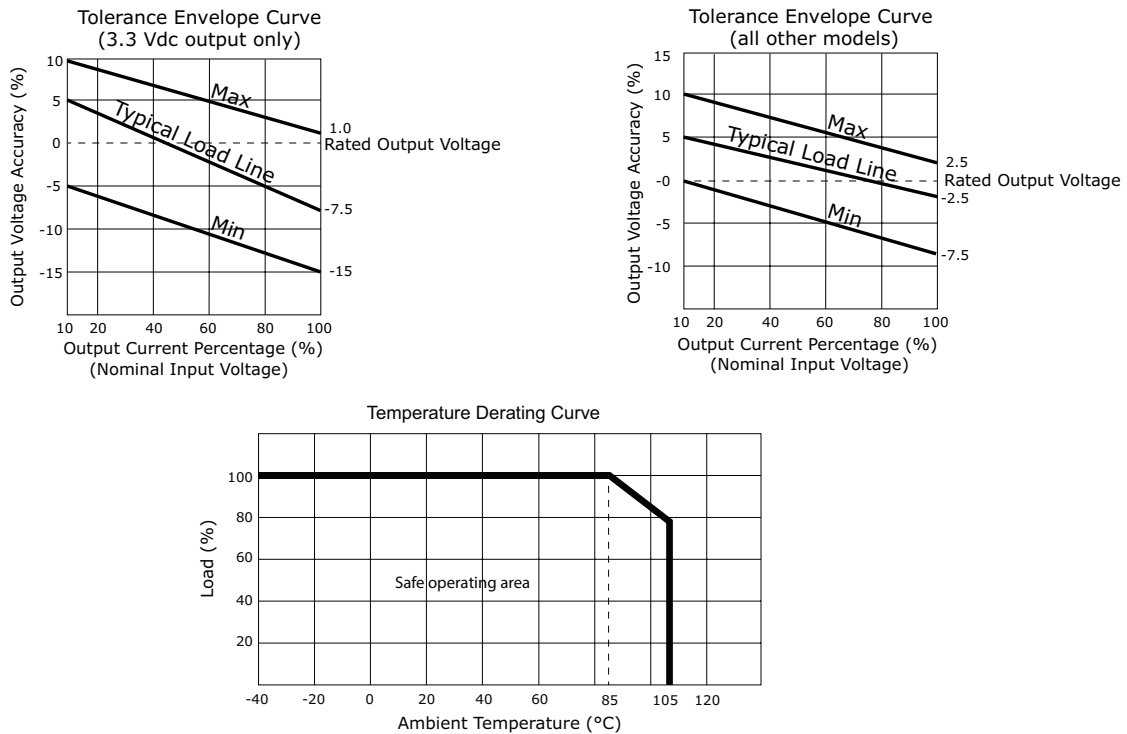 Tolerance Envelope Curve
(3.3 Vdc output only)
Output Voltage Accuracy (%)
10
5
0
-5
-10
-15
Max
Typical Load Line
Min
1.0
Rated Output Voltage
-7.5
-15
10 20 40 60 80 100
Output Current Percentage (%)
(Nominal Input Voltage)
Tolerance Envelope Curve
(all other models)
Output Voltage Accuracy (%)
15
10
5
-0
-5
-10
Max
Typical Load Line
Min
2.5
Rated Output Voltage
-2.5
-7.5
10 20 40 60 80 100
Output Current Percentage (%)
(Nominal Input Voltage)
Temperature Derating Curve
Load (%)
100
80
60
40
20
Safe operating area
-40 -20 0 20 40 60 85 105 120
Ambient Temperature (°C)